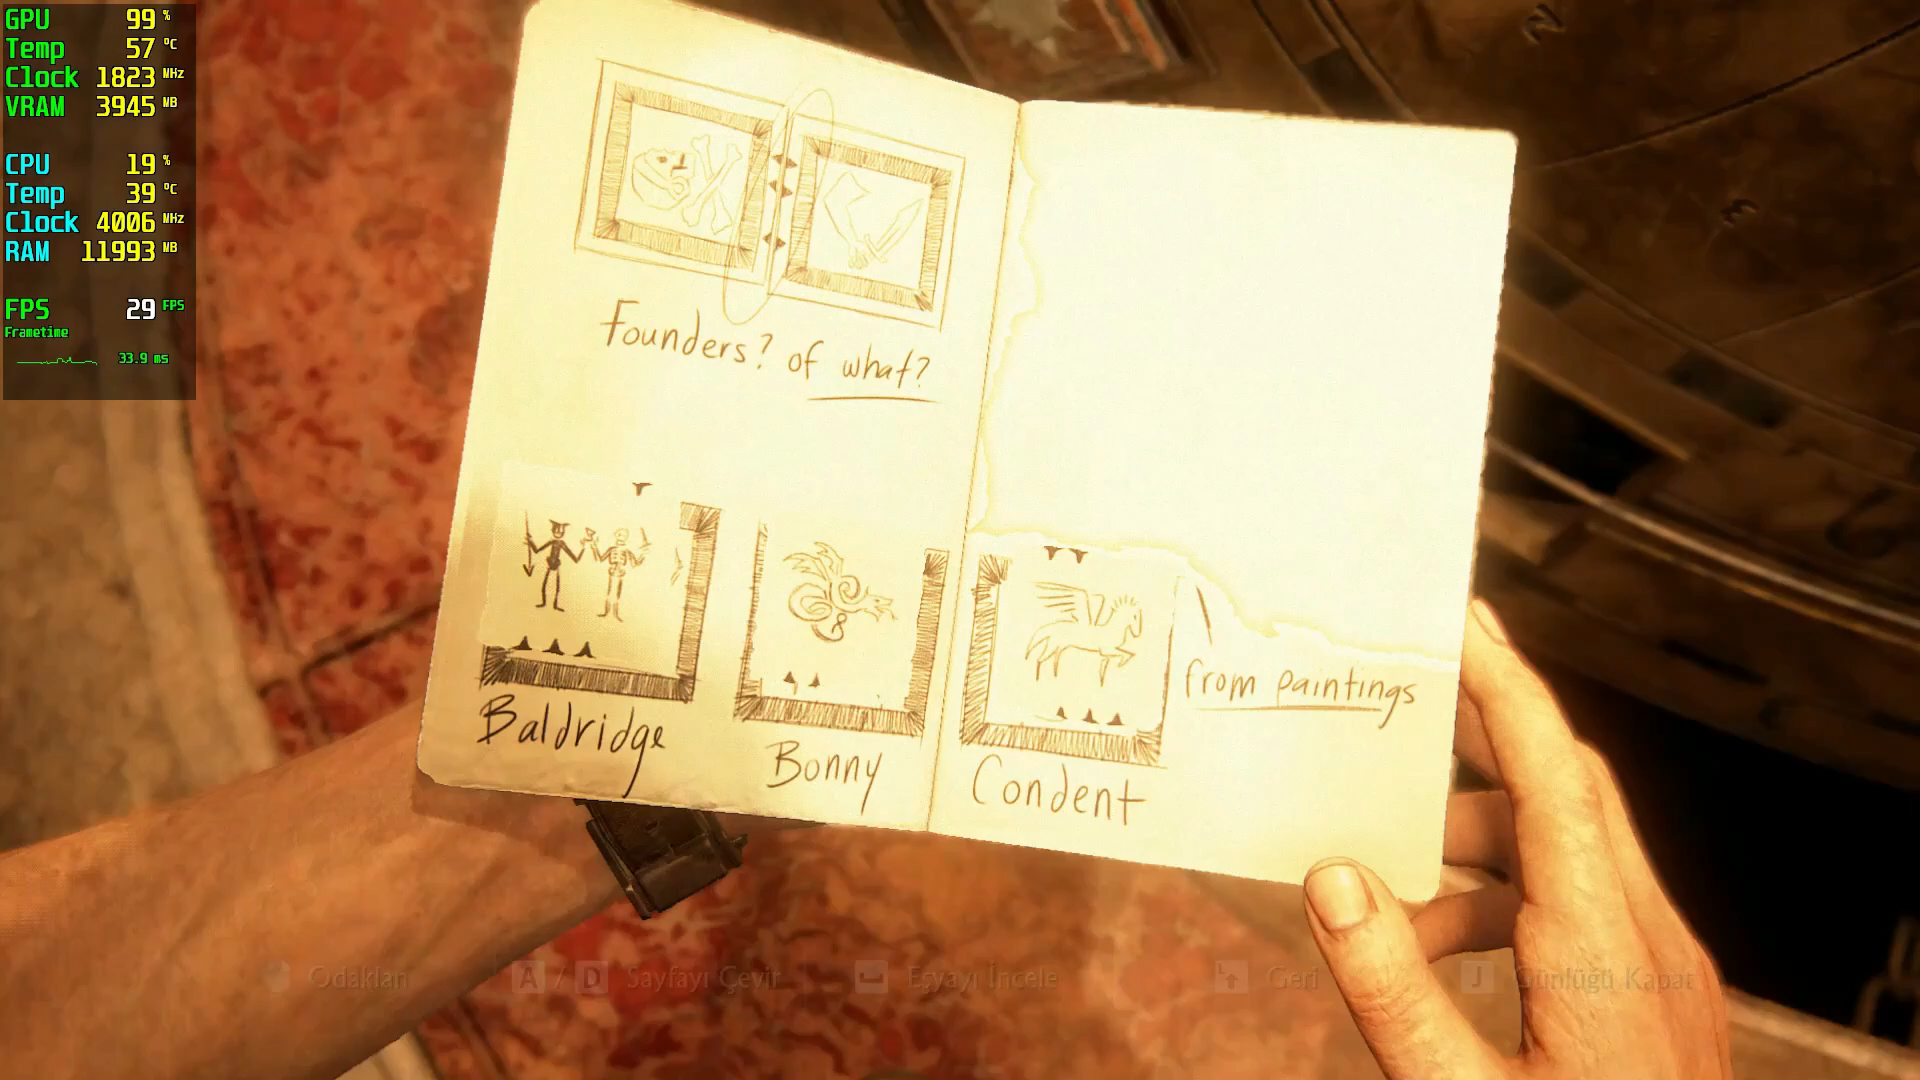 GPU 99 %
Temp 57 °C
Clock 1823 MHz
VRAM 3945 MB
CPU 19 %
Temp 39 °C
Clock 4006 MHz
RAM 11993 MB
FPS 29 FPS
Frametime
33.9 ms
Founders? of what?
Baldridge
Bonny
Condent
from paintings
Odaklan
A / D Sayfayı Çevir
Eşyayı İncele
Geri
J Günlüğü Kapat